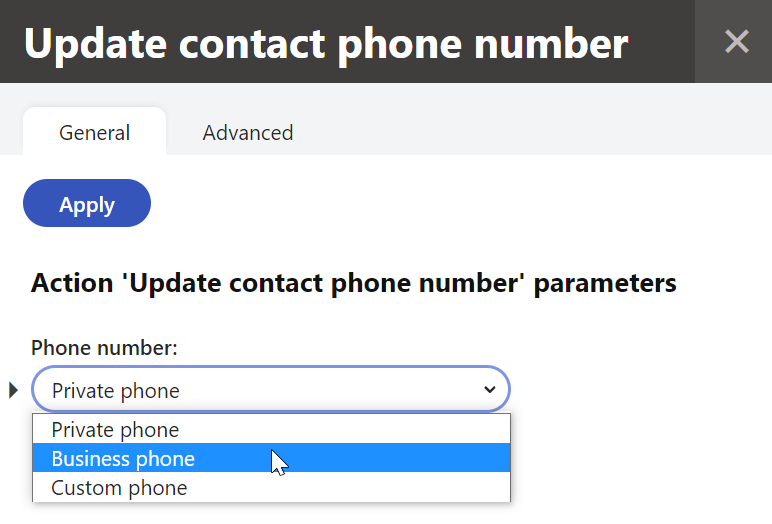 Update contact phone number
General Advanced
Apply
Action 'Update contact phone number' parameters
Phone number:
Private phone
Private phone
Business phone
Custom phone